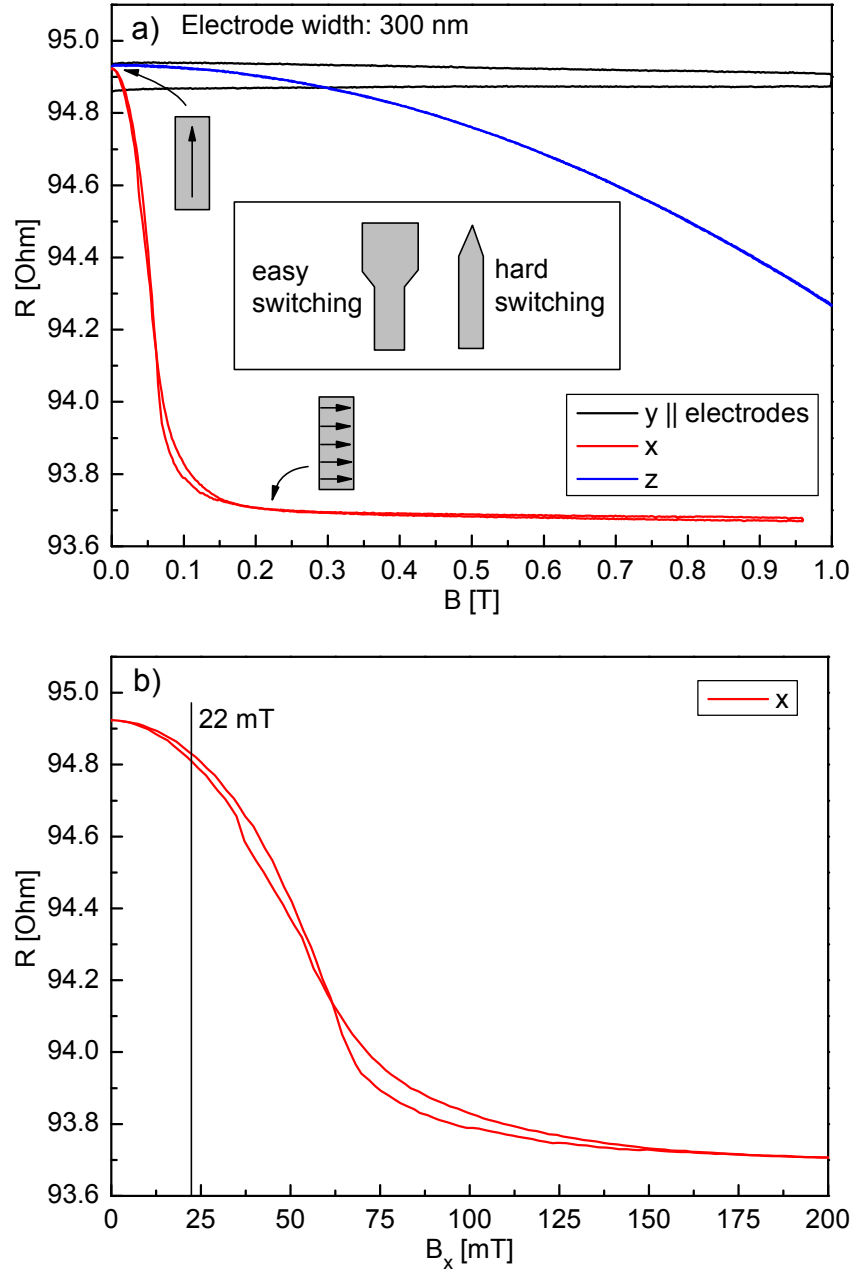 a) Electrode width: 300 nm
95.0
94.8
94.6
94.4
94.2
94.0
93.8
93.6
R [Ohm]
easy
switching
hard
switching
y || electrodes
x
z
0.0 0.1 0.2 0.3 0.4 0.5 0.6 0.7 0.8 0.9 1.0
B [T]
b)
22 mT
x
95.0
94.8
94.6
94.4
94.2
94.0
93.8
93.6
R [Ohm]
0 25 50 75 100 125 150 175 200
Bₓ [mT]